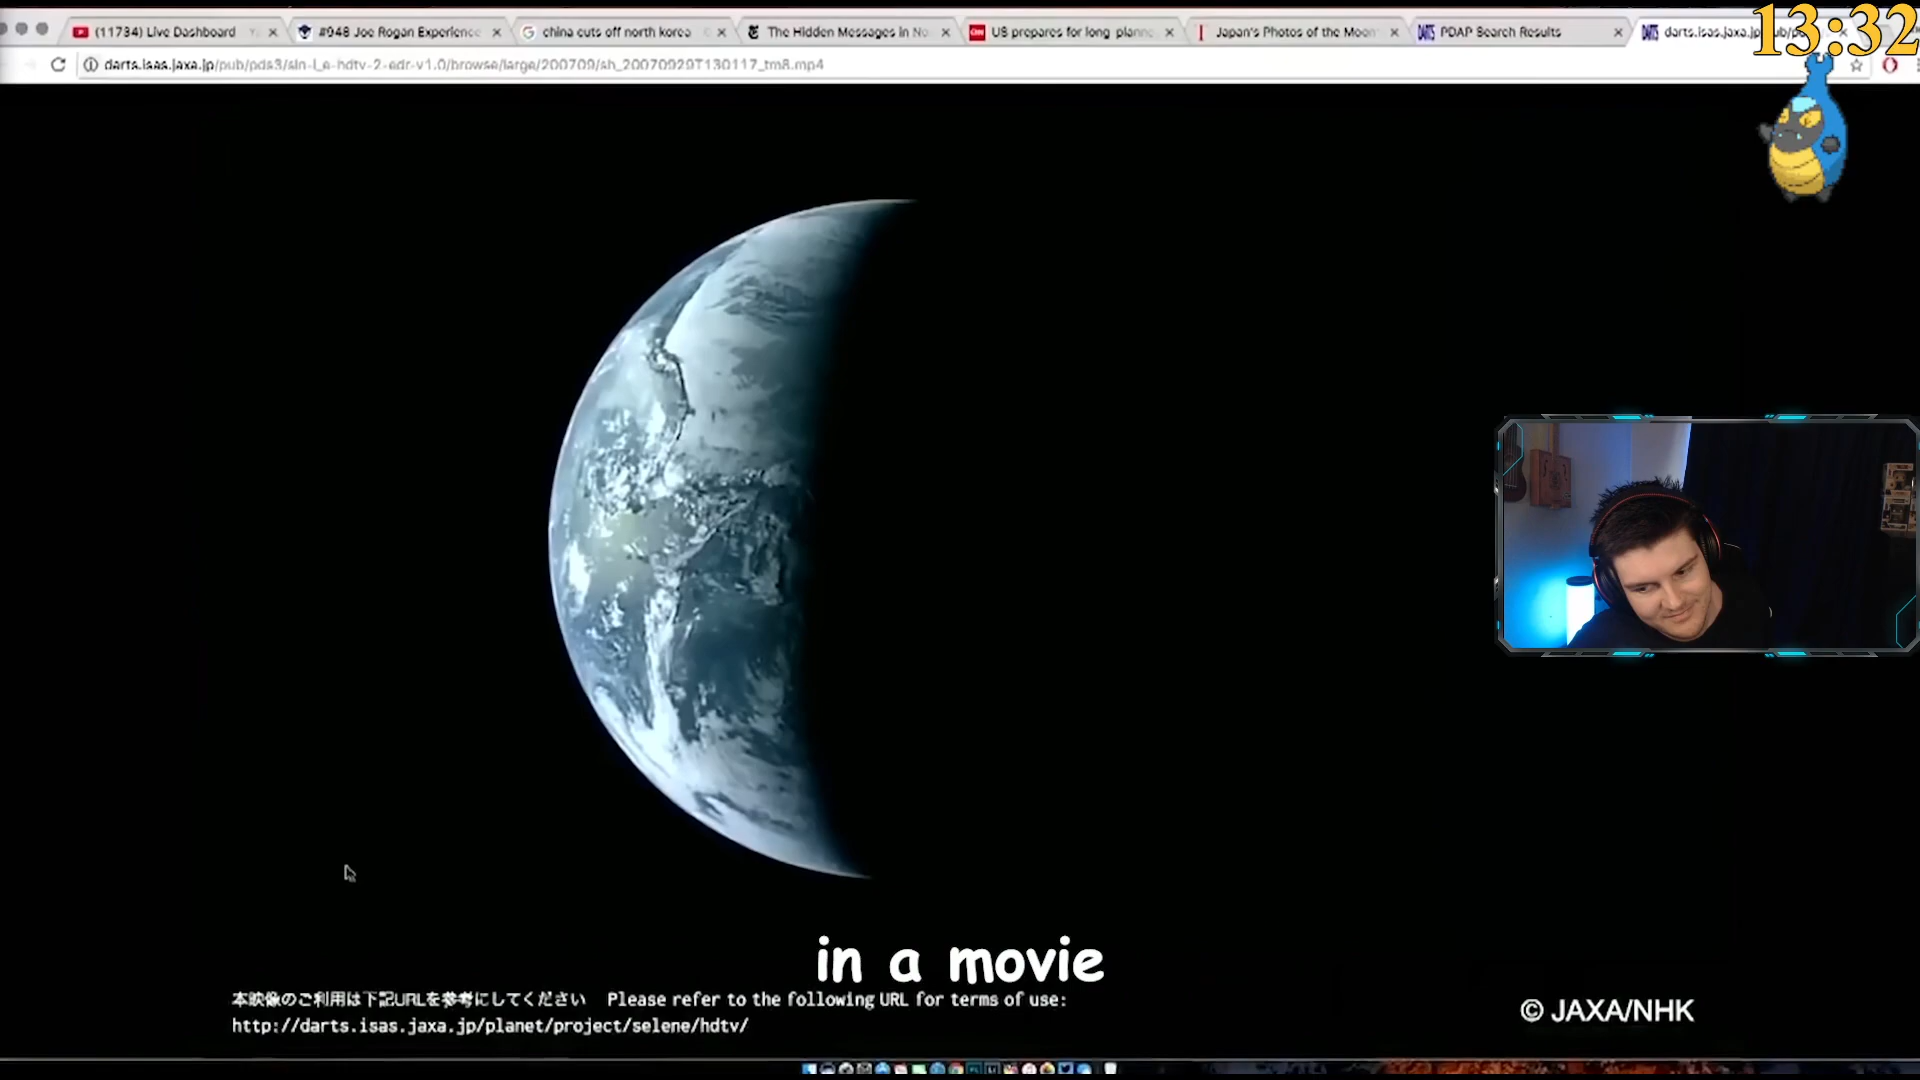 (11734) Live Dashboard
#948 Joe Rogan Experience
china cuts off north korea
The Hidden Messages in No
US prepares for long planne
Japan's Photos of the Moon
PDAP Search Results
darts.isas.jaxa.jp/pub/p
13:32
darts.isas.jaxa.jp/pub/pds3/sln-l_e-hdtv-2-edr-v1.0/browse/large/200709/sh_20070929T130117_tm8.mp4
in a movie
本映像のご利用は下記URLを参考にしてください Please refer to the following URL for terms of use:
http://darts.isas.jaxa.jp/planet/project/selene/hdtv/
© JAXA/NHK